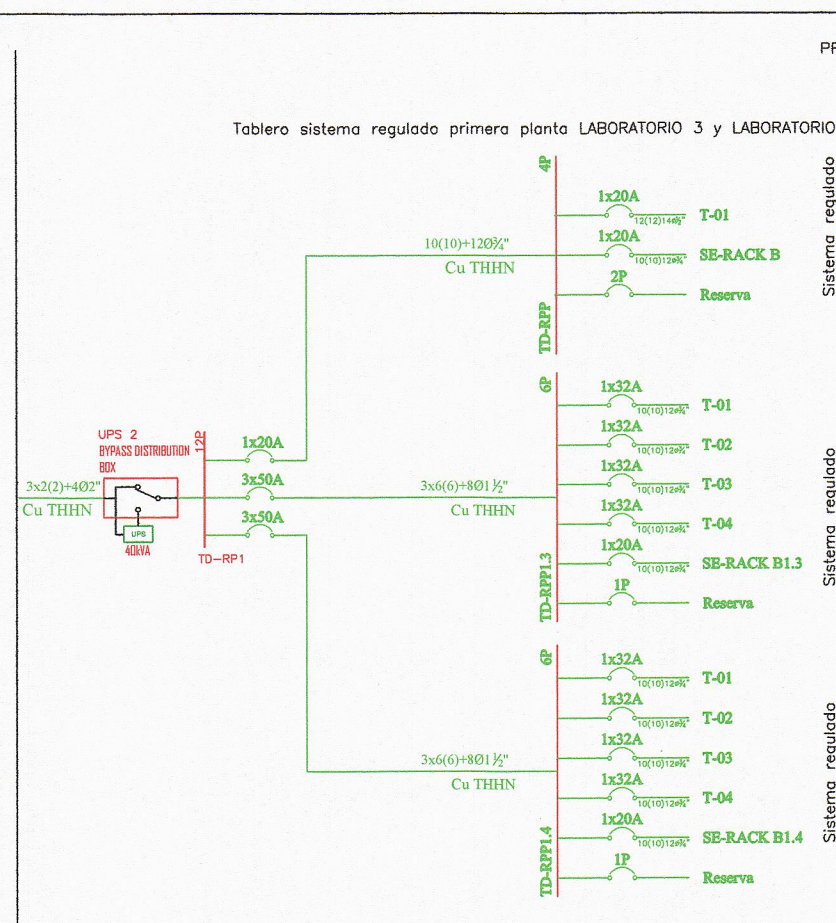 PR
Tablero sistema regulado primera planta LABORATORIO 3 y LABORATORIO
Sistema regulado
4P
1x20A
12(12)14ø½"
T-01
1x20A
10(10)12ø¾"
SE-RACK B
2P
Reserva
TD-RPP
10(10)+12Ø¾"
Cu THHN
Sistema regulado
6P
1x32A
10(10)12ø¾"
T-01
1x32A
10(10)12ø¾"
T-02
1x32A
10(10)12ø¾"
T-03
1x32A
10(10)12ø¾"
T-04
1x20A
10(10)12ø¾"
SE-RACK B1.3
1P
Reserva
TD-RPP1.3
UPS 2
BYPASS DISTRIBUTION
BOX
12P
1x20A
3x50A
3x50A
3x2(2)+4Ø2"
Cu THHN
UPS
40kVA
TD-RP1
3x6(6)+8Ø1½"
Cu THHN
Sistema regulado
6P
1x32A
10(10)12ø¾"
T-01
1x32A
10(10)12ø¾"
T-02
1x32A
10(10)12ø¾"
T-03
1x32A
10(10)12ø¾"
T-04
1x20A
10(10)12ø¾"
SE-RACK B1.4
1P
Reserva
TD-RPP1.4
3x6(6)+8Ø1½"
Cu THHN